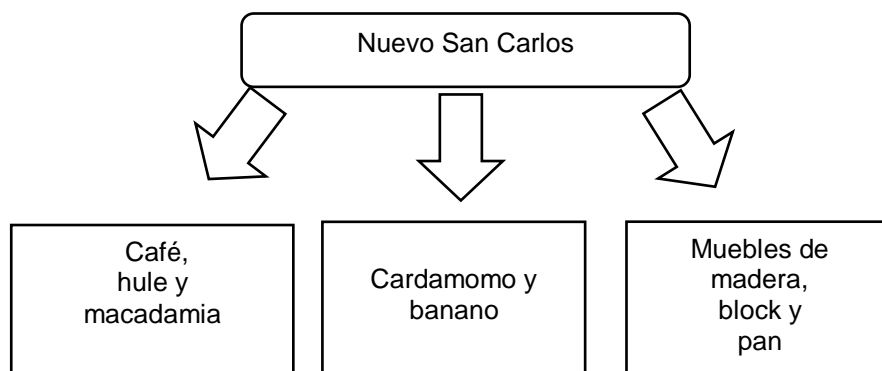 Nuevo San Carlos
Café,
hule y
macadamia
Cardamomo y
banano
Muebles de
madera,
block y
pan